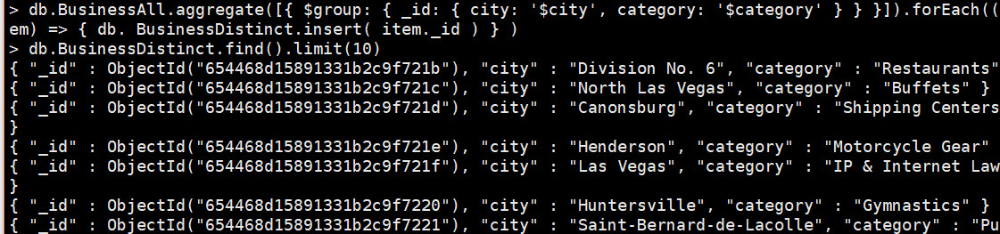 > db.BusinessAll.aggregate([{ $group: { _id: { city: '$city', category: '$category' } } }]).forEach((
em) => { db. BusinessDistinct.insert( item._id ) } )
> db.BusinessDistinct.find().limit(10)
{ "_id" : ObjectId("654468d15891331b2c9f721b"), "city" : "Division No. 6", "category" : "Restaurants"
{ "_id" : ObjectId("654468d15891331b2c9f721c"), "city" : "North Las Vegas", "category" : "Buffets" }
{ "_id" : ObjectId("654468d15891331b2c9f721d"), "city" : "Canonsburg", "category" : "Shipping Centers
}
{ "_id" : ObjectId("654468d15891331b2c9f721e"), "city" : "Henderson", "category" : "Motorcycle Gear"
{ "_id" : ObjectId("654468d15891331b2c9f721f"), "city" : "Las Vegas", "category" : "IP & Internet Law
}
{ "_id" : ObjectId("654468d15891331b2c9f7220"), "city" : "Huntersville", "category" : "Gymnastics" }
{ "_id" : ObjectId("654468d15891331b2c9f7221"), "city" : "Saint-Bernard-de-Lacolle", "category" : "Pu